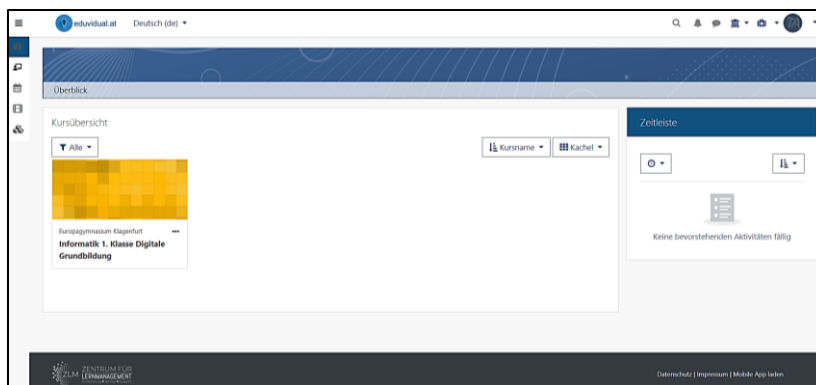 eduvidual.at Deutsch (de)
Überblick
Kursübersicht
Alle
Kursname
Kachel
Europagymnasium Klagenfurt
Informatik 1. Klasse Digitale
Grundbildung
Zeitleiste
Keine bevorstehenden Aktivitäten fällig
ZLM ZENTRUM FÜR
LERNMANAGEMENT
Datenschutz | Impressum | Mobile App laden